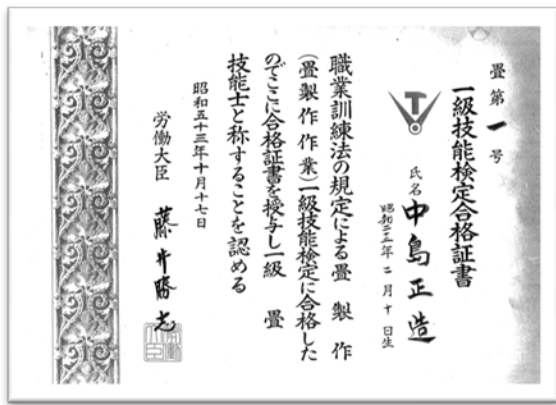 畳第一号
一級技能検定合格証書
氏名 中島正造
昭和二三年二月十日生
職業訓練法の規定による畳製作
(畳製作作業)一級技能検定に合格した
のでここに合格証書を授与し一級 畳
技能士と称することを認める
昭和五十三年十月十七日
労働大臣 藤井勝志